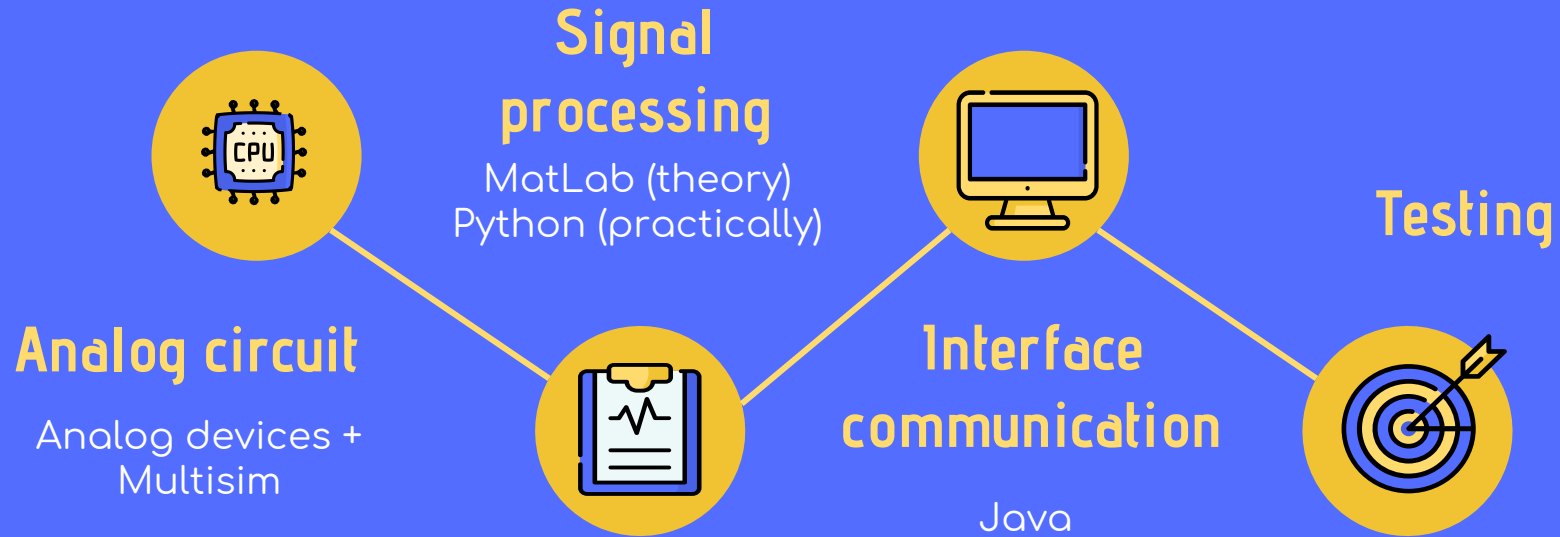 CPU
Analog circuit
Analog devices +
Multisim
Signal
processing
MatLab (theory)
Python (practically)
Interface
communication
Java
Testing